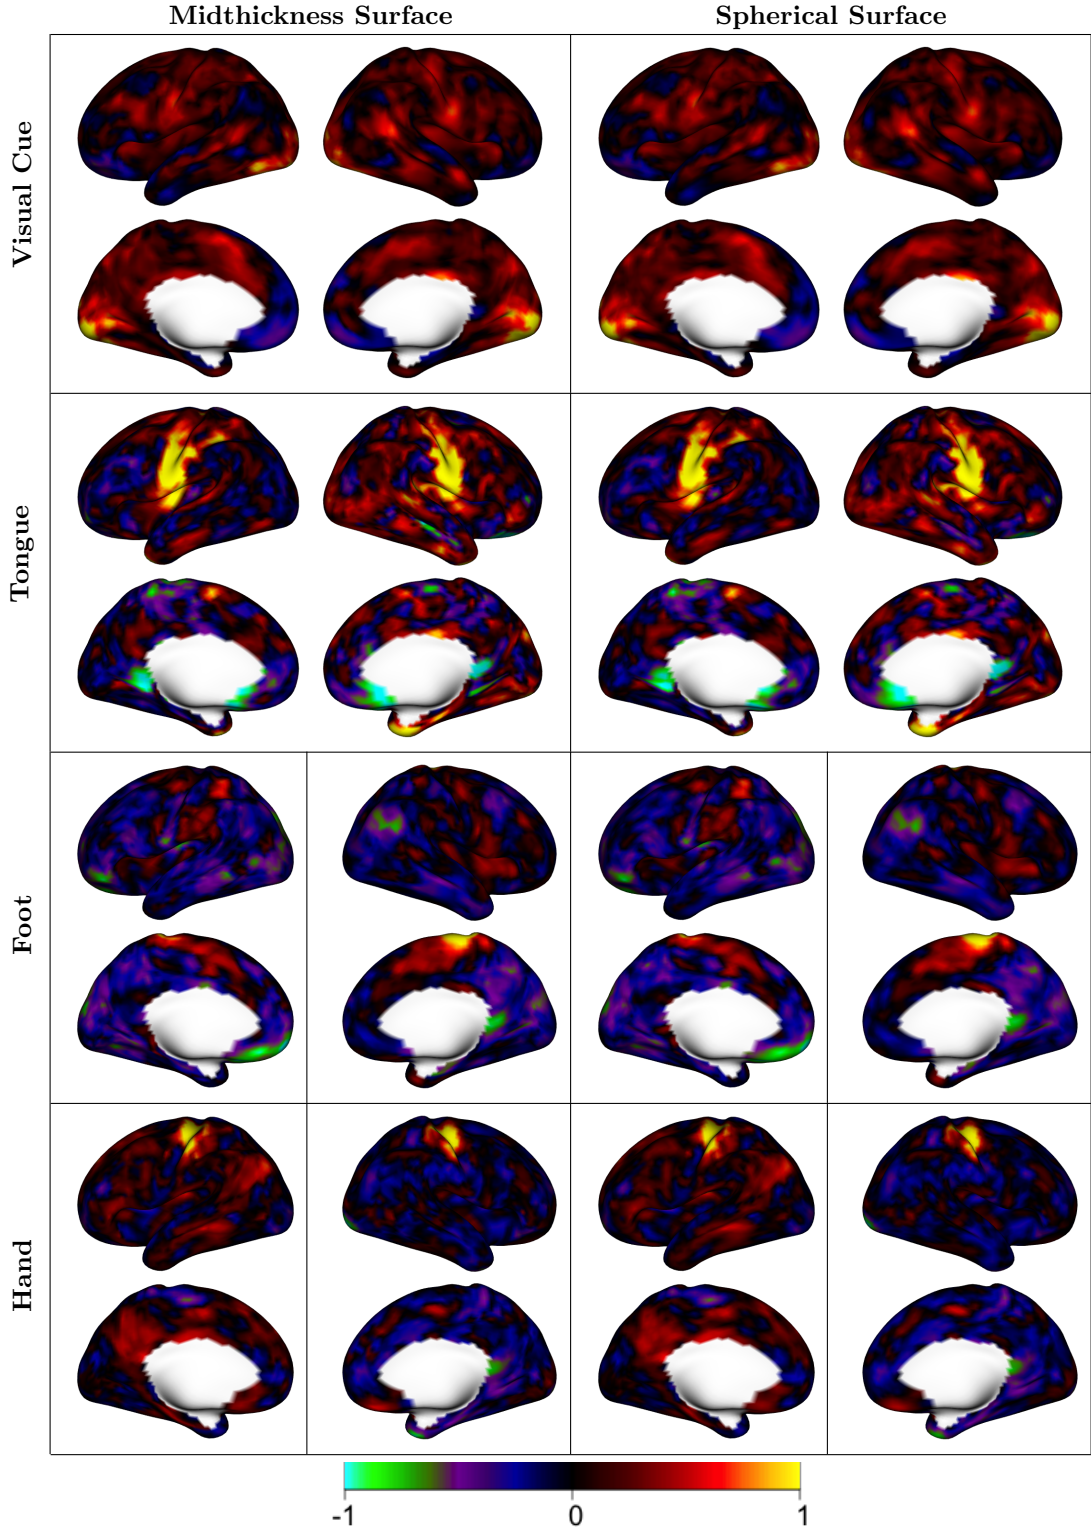 Midthickness Surface
Spherical Surface
Visual Cue
Tongue
Foot
Hand
-1
0
1